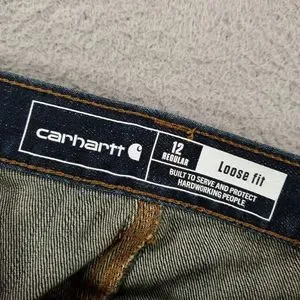 carhartt
12
REGULAR
Loose fit
BUILT TO SERVE AND PROTECT
HARDWORKING PEOPLE